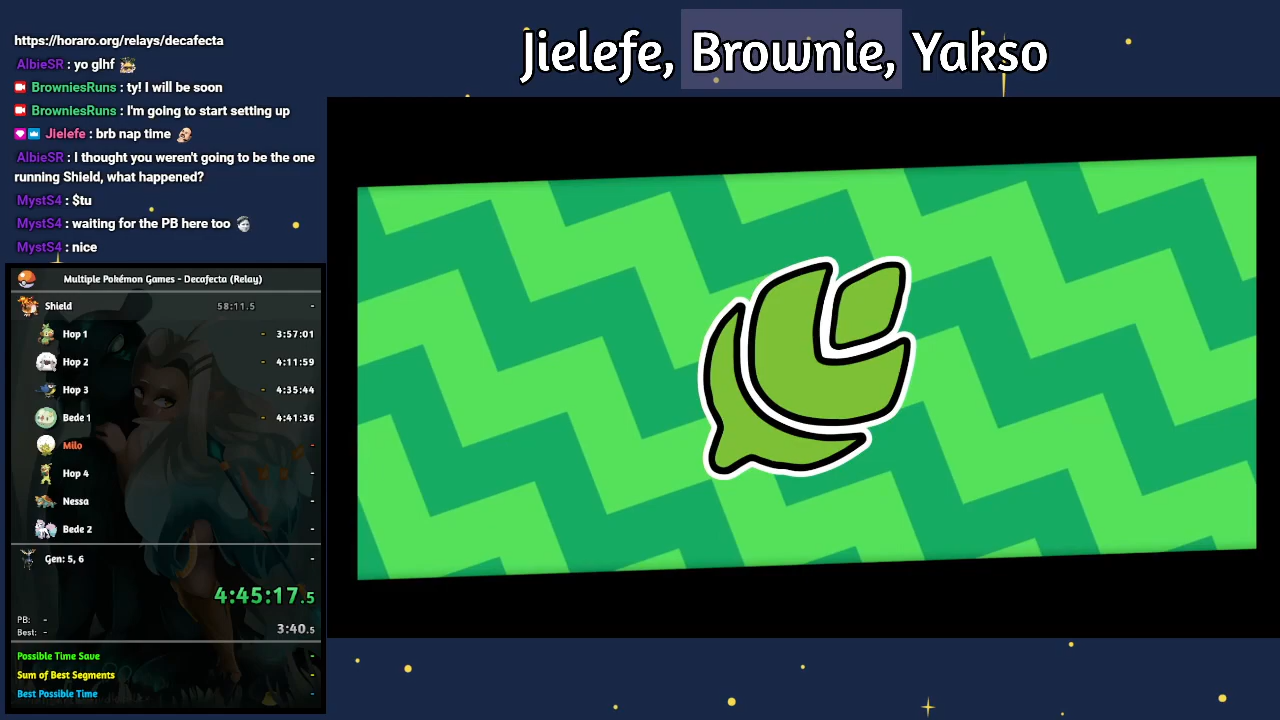 https://horaro.org/relays/decafecta
AlbieSR : yo glhf
BrowniesRuns : ty! I will be soon
BrowniesRuns : I'm going to start setting up
Jielefe : brb nap time
AlbieSR : I thought you weren't going to be the one
running Shield, what happened?
MystS4 : $tu
MystS4 : waiting for the PB here too
MystS4 : nice
Jielefe, Brownie, Yakso
Multiple Pokémon Games - Decafecta (Relay)
Shield 58:11.5 -
Hop 1 - 3:57:01
Hop 2 - 4:11:59
Hop 3 - 4:35:44
Bede 1 - 4:41:36
Milo -
Hop 4 -
Nessa -
Bede 2 -
Gen: 5, 6 -
4:45:17.5
PB: -
Best: - 3:40.5
Possible Time Save -
Sum of Best Segments -
Best Possible Time -